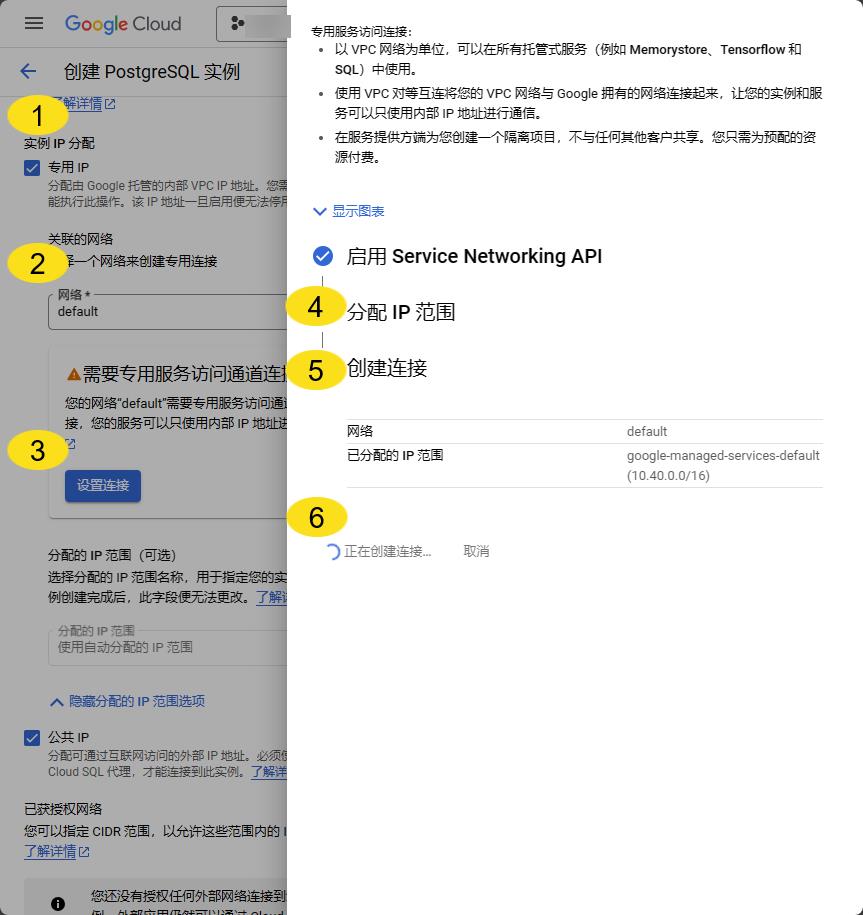 Google Cloud
创建 PostgreSQL 实例
1
解详情
实例 IP 分配
专用 IP
分配由 Google 托管的内部 VPC IP 地址。您需
能执行此操作。该 IP 地址一旦启用便无法停用
关联的网络
2
择一个网络来创建专用连接
网络 *
default
需要专用服务访问通道连接
您的网络“default”需要专用服务访问通道
接，您的服务可以只使用内部 IP 地址进
3
设置连接
分配的 IP 范围（可选）
选择分配的 IP 范围名称，用于指定您的实
例创建完成后，此字段便无法更改。了解详
分配的 IP 范围
使用自动分配的 IP 范围
隐藏分配的 IP 范围选项
公共 IP
分配可通过互联网访问的外部 IP 地址。必须使
Cloud SQL 代理，才能连接到此实例。了解详
已获授权网络
您可以指定 CIDR 范围，以允许这些范围内的 I
了解详情
您还没有授权任何外部网络连接到
例。外部应用仍然可以通过 Cloud
专用服务访问连接：
• 以 VPC 网络为单位，可以在所有托管式服务（例如 Memorystore、Tensorflow 和
SQL）中使用。
• 使用 VPC 对等互连将您的 VPC 网络与 Google 拥有的网络连接起来，让您的实例和服
务可以只使用内部 IP 地址进行通信。
• 在服务提供方端为您创建一个隔离项目，不与任何其他客户共享。您只需为预配的资
源付费。
显示图表
启用 Service Networking API
4
分配 IP 范围
5
创建连接
网络 default
已分配的 IP 范围 google-managed-services-default
(10.40.0.0/16)
6
正在创建连接... 取消